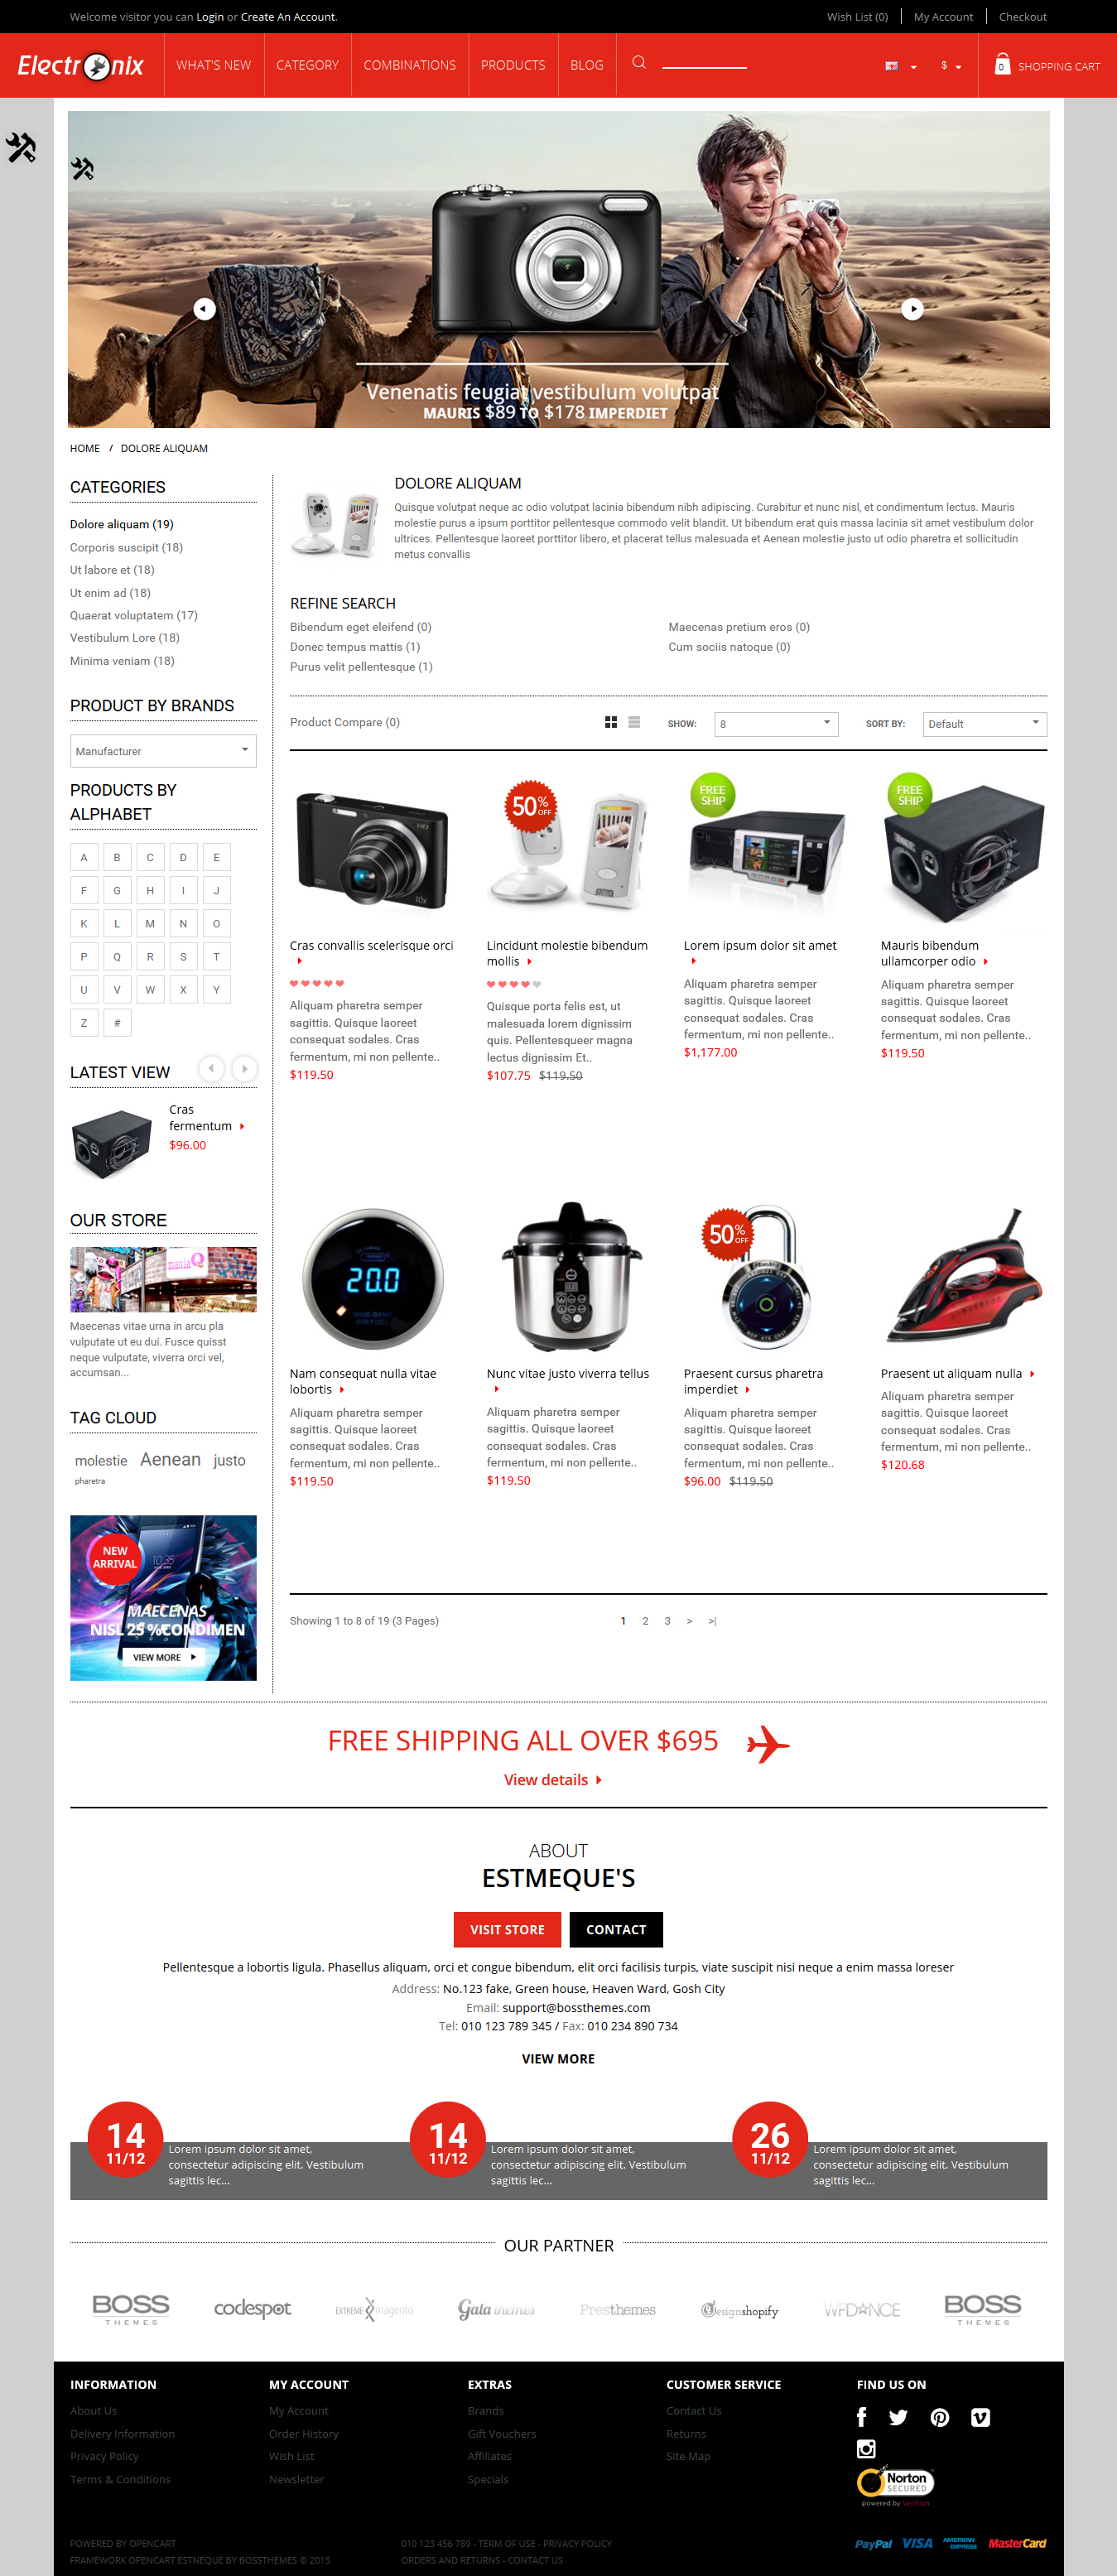 Welcome visitor you can Login or Create An Account.
Wish List (0)
My Account
Checkout
Electronix
WHAT'S NEW
CATEGORY
COMBINATIONS
PRODUCTS
BLOG
$
0
SHOPPING CART
Venenatis feugiat vestibulum volutpat
MAURIS $89 TO $178 IMPERDIET
HOME / DOLORE ALIQUAM
CATEGORIES
Dolore aliquam (19)
Corporis suscipit (18)
Ut labore et (18)
Ut enim ad (18)
Quaerat voluptatem (17)
Vestibulum Lore (18)
Minima veniam (18)
PRODUCT BY BRANDS
Manufacturer
PRODUCTS BY
ALPHABET
A B C D E
F G H I J
K L M N O
P Q R S T
U V W X Y
Z #
LATEST VIEW
Cras
fermentum
$96.00
OUR STORE
mania Q
Maecenas vitae urna in arcu pla
vulputate ut eu dui. Fusce quisst
neque vulputate, viverra orci vel,
accumsan...
TAG CLOUD
molestie Aenean justo
pharetra
NEW
ARRIVAL
MAECENAS
NISL 25 %CONDIMEN
VIEW MORE
DOLORE ALIQUAM
Quisque volutpat neque ac odio volutpat lacinia bibendum nibh adipiscing. Curabitur et nunc nisl, et condimentum lectus. Mauris
molestie purus a ipsum porttitor pellentesque commodo velit blandit. Ut bibendum erat quis massa lacinia sit amet vestibulum dolor
ultrices. Pellentesque laoreet porttitor libero, et placerat tellus malesuada et Aenean molestie justo ut odio pharetra et sollicitudin
metus convallis
REFINE SEARCH
Bibendum eget eleifend (0)
Donec tempus mattis (1)
Purus velit pellentesque (1)
Maecenas pretium eros (0)
Cum sociis natoque (0)
Product Compare (0)
SHOW:
8
SORT BY:
Default
Cras convallis scelerisque orci
Aliquam pharetra semper
sagittis. Quisque laoreet
consequat sodales. Cras
fermentum, mi non pellente..
$119.50
50% OFF
Lincidunt molestie bibendum
mollis
Quisque porta felis est, ut
malesuada lorem dignissim
quis. Pellentesqueer magna
lectus dignissim Et..
$107.75 $119.50
FREE
SHIP
Lorem ipsum dolor sit amet
Aliquam pharetra semper
sagittis. Quisque laoreet
consequat sodales. Cras
fermentum, mi non pellente..
$1,177.00
FREE
SHIP
Mauris bibendum
ullamcorper odio
Aliquam pharetra semper
sagittis. Quisque laoreet
consequat sodales. Cras
fermentum, mi non pellente..
$119.50
20.0
Nam consequat nulla vitae
lobortis
Aliquam pharetra semper
sagittis. Quisque laoreet
consequat sodales. Cras
fermentum, mi non pellente..
$119.50
Nunc vitae justo viverra tellus
Aliquam pharetra semper
sagittis. Quisque laoreet
consequat sodales. Cras
fermentum, mi non pellente..
$119.50
50% OFF
Praesent cursus pharetra
imperdiet
Aliquam pharetra semper
sagittis. Quisque laoreet
consequat sodales. Cras
fermentum, mi non pellente..
$96.00 $119.50
Praesent ut aliquam nulla
Aliquam pharetra semper
sagittis. Quisque laoreet
consequat sodales. Cras
fermentum, mi non pellente..
$120.68
Showing 1 to 8 of 19 (3 Pages)
1 2 3 > >|
FREE SHIPPING ALL OVER $695
View details
ABOUT
ESTMEQUE'S
VISIT STORE
CONTACT
Pellentesque a lobortis ligula. Phasellus aliquam, orci et congue bibendum, elit orci facilisis turpis, viate suscipit nisi neque a enim massa loreser
Address: No.123 fake, Green house, Heaven Ward, Gosh City
Email: support@bossthemes.com
Tel: 010 123 789 345 / Fax: 010 234 890 734
VIEW MORE
14
11/12
Lorem ipsum dolor sit amet,
consectetur adipiscing elit. Vestibulum
sagittis lec...
14
11/12
Lorem ipsum dolor sit amet,
consectetur adipiscing elit. Vestibulum
sagittis lec...
26
11/12
Lorem ipsum dolor sit amet,
consectetur adipiscing elit. Vestibulum
sagittis lec...
OUR PARTNER
BOSS
THEMES
codespot
EXTREME magento
Gala themes
Presthemes
designshopify
WPDANCE
BOSS
THEMES
INFORMATION
About Us
Delivery Information
Privacy Policy
Terms & Conditions
MY ACCOUNT
My Account
Order History
Wish List
Newsletter
EXTRAS
Brands
Gift Vouchers
Affiliates
Specials
CUSTOMER SERVICE
Contact Us
Returns
Site Map
FIND US ON
Norton
SECURED
powered by VeriSign
POWERED BY OPENCART
FRAMEWORK OPENCART ESTNEQUE BY BOSSTHEMES © 2015
010 123 456 789 - TERM OF USE - PRIVACY POLICY
ORDERS AND RETURNS - CONTACT US
PayPal
VISA
AMERICAN
EXPRESS
MasterCard